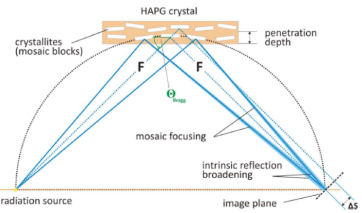 HAPG crystal
crystallites
(mosaic blocks)
penetration
depth
F
F
Θ
Bragg
mosaic focusing
intrinsic reflection
broadening
radiation source
image plane
ΔS